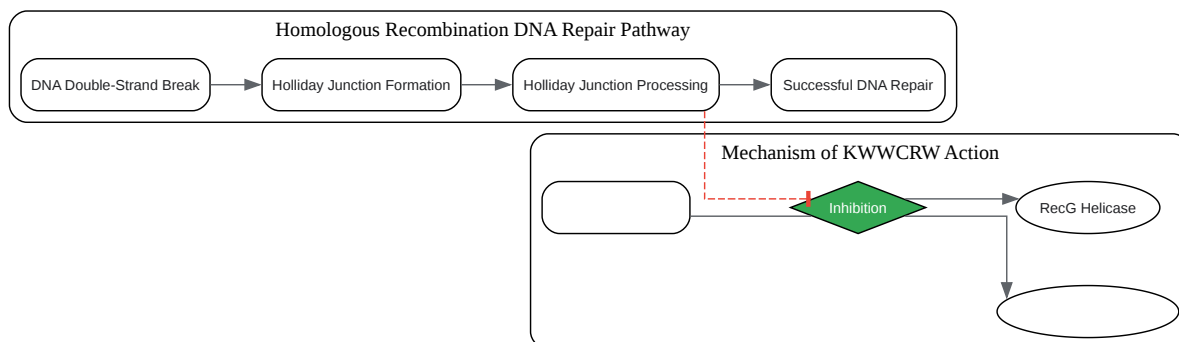 Homologous Recombination DNA Repair Pathway
DNA Double-Strand Break
Holliday Junction Formation
Holliday Junction Processing
Successful DNA Repair
Mechanism of KWWCRW Action
Inhibition
RecG Helicase